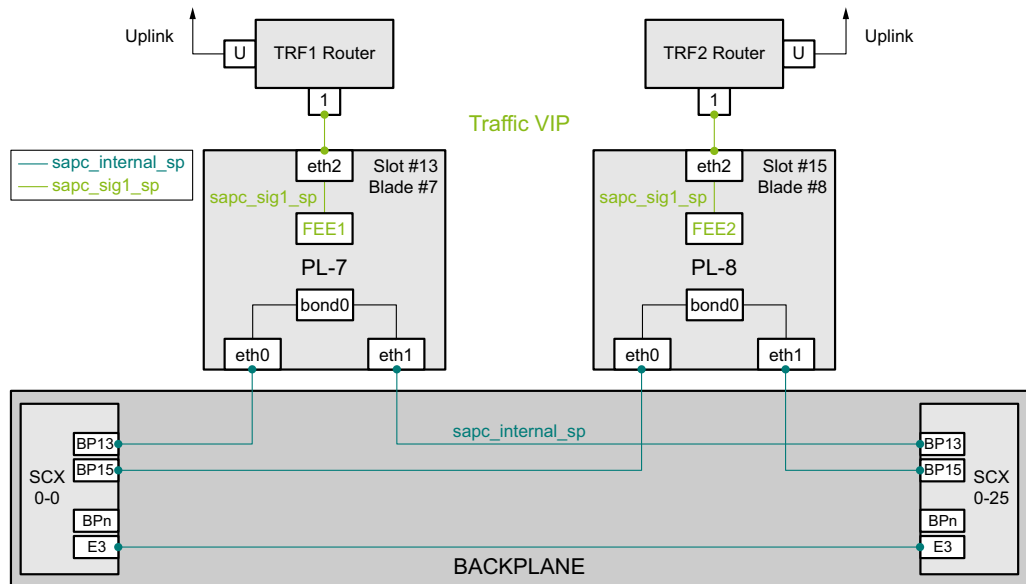 Uplink
U
TRF1 Router
1
TRF2 Router
U
Uplink
1
Traffic VIP
sapc_internal_sp
sapc_sig1_sp
eth2
Slot #13
Blade #7
sapc_sig1_sp
FEE1
PL-7
bond0
eth0
eth1
eth2
Slot #15
Blade #8
sapc_sig1_sp
FEE2
PL-8
bond0
eth0
eth1
SCX
0-0
BP13
BP15
BPn
E3
sapc_internal_sp
BP13
BP15
BPn
E3
SCX
0-25
BACKPLANE